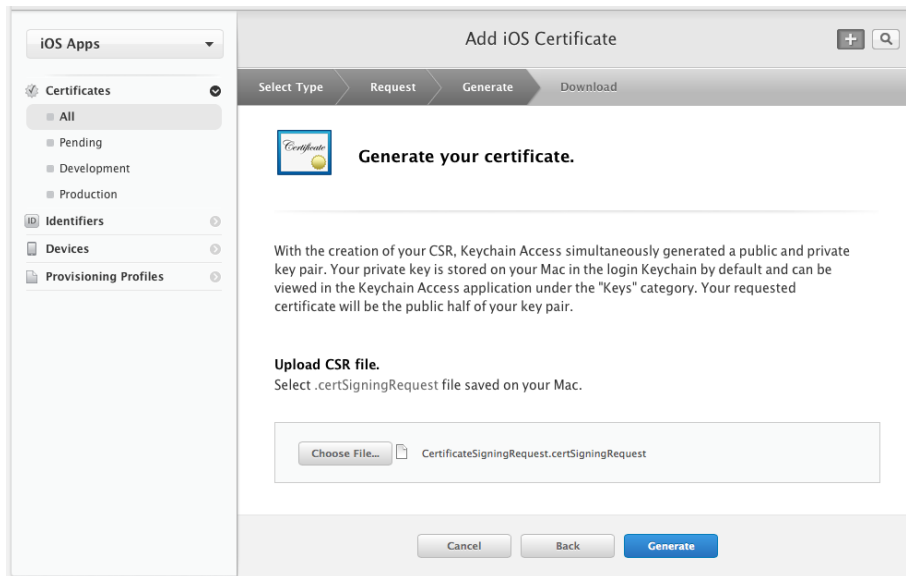 iOS Apps
Add iOS Certificate
Certificates
All
Pending
Development
Production
ID Identifiers
Devices
Provisioning Profiles
Select Type
Request
Generate
Download
Certificate
Generate your certificate.
With the creation of your CSR, Keychain Access simultaneously generated a public and private
key pair. Your private key is stored on your Mac in the login Keychain by default and can be
viewed in the Keychain Access application under the "Keys" category. Your requested
certificate will be the public half of your key pair.
Upload CSR file.
Select .certSigningRequest file saved on your Mac.
Choose File...
CertificateSigningRequest.certSigningRequest
Cancel
Back
Generate